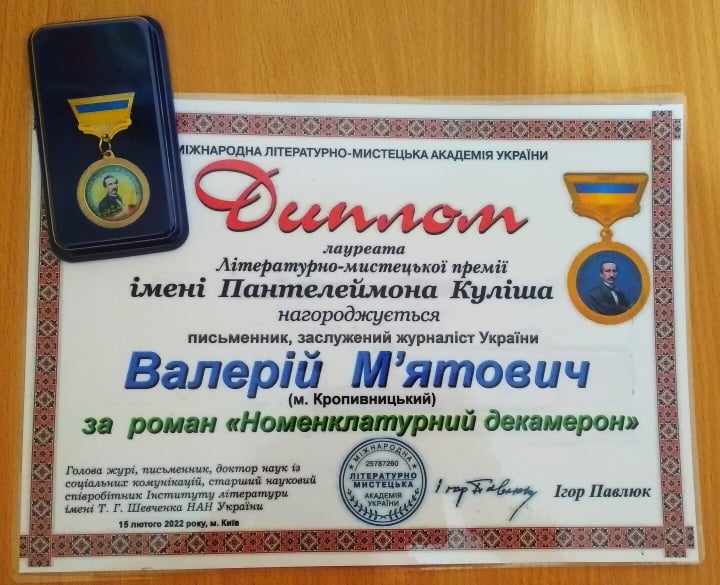 МІЖНАРОДНА ЛІТЕРАТУРНО-МИСТЕЦЬКА АКАДЕМІЯ УКРАЇНИ
Диплом
лауреата
Літературно-мистецької премії
імені Пантелеймона Куліша
нагороджується
письменник, заслужений журналіст України
Валерій М’ятович
(м. Кропивницький)
за роман «Номенклатурний декамерон»
Голова журі, письменник, доктор наук із
соціальних комунікацій, старший науковий
співробітник Інституту літератури
імені Т. Г. Шевченка НАН України
15 лютого 2022 року, м. Київ
МІЖНАРОДНА
25787260
ЛІТЕРАТУРНО
МИСТЕЦЬКА
АКАДЕМІЯ
УКРАЇНИ
Ігор Павлюк